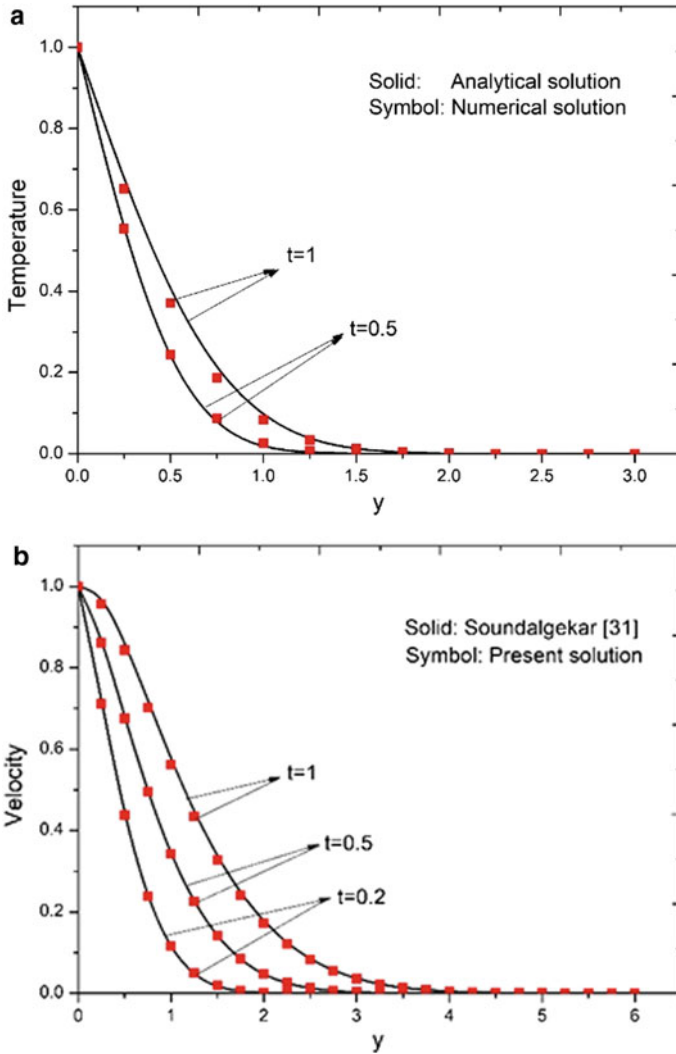 a
1.0
0.8
0.6
0.4
0.2
0.0
Temperature
Solid: Analytical solution
Symbol: Numerical solution
t=1
t=0.5
0.0 0.5 1.0 1.5 2.0 2.5 3.0
y
b
1.0
0.8
0.6
0.4
0.2
0.0
Velocity
Solid: Soundalgekar [31]
Symbol: Present solution
t=1
t=0.5
t=0.2
0 1 2 3 4 5 6
y